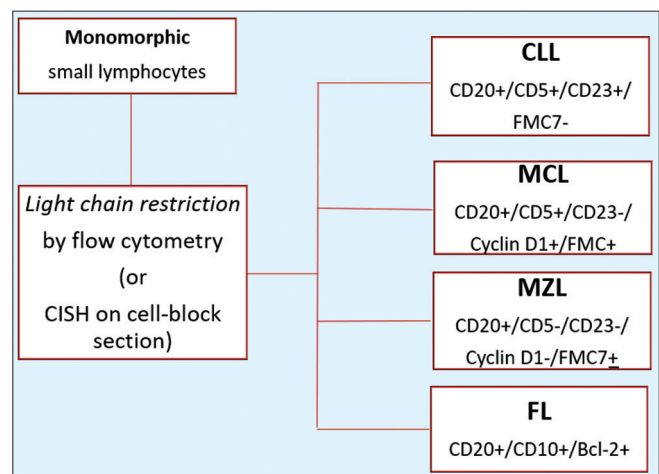 Monomorphic
small lymphocytes
Light chain restriction
by flow cytometry
(or
CISH on cell-block
section)
CLL
CD20+/CD5+/CD23+/
FMC7-
MCL
CD20+/CD5+/CD23-/
Cyclin D1+/FMC+
MZL
CD20+/CD5-/CD23-/
Cyclin D1-/FMC7±
FL
CD20+/CD10+/Bcl-2+